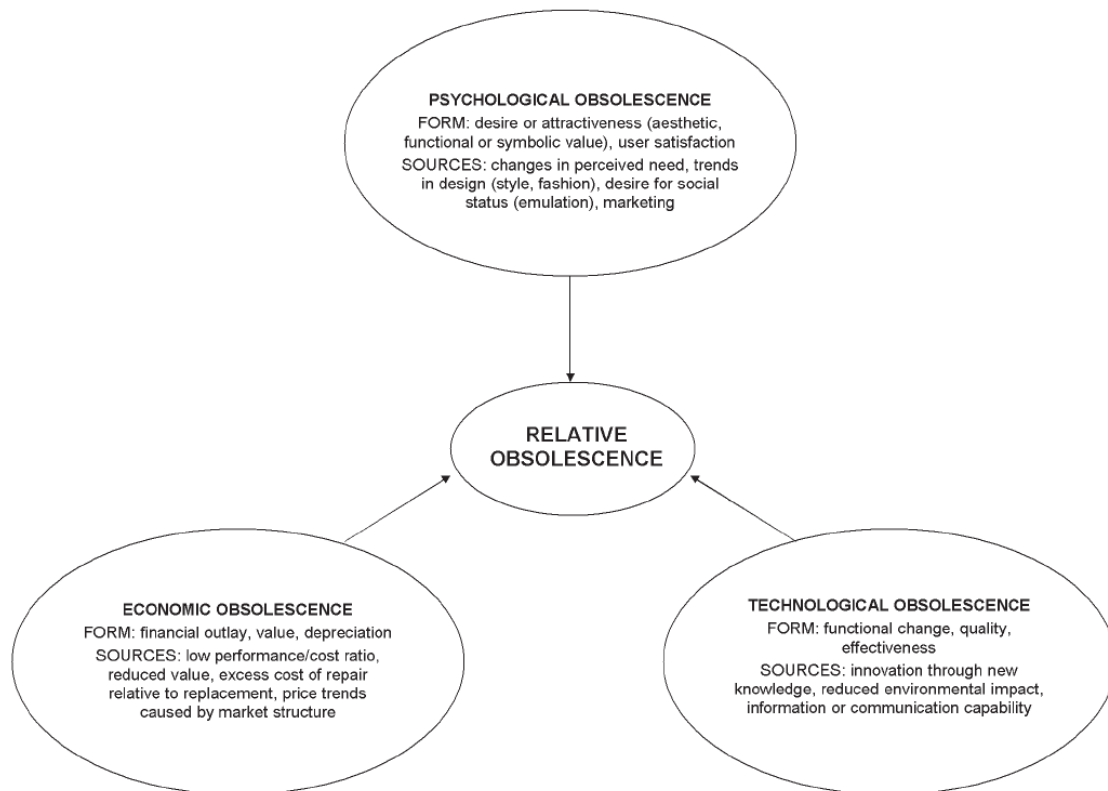 PSYCHOLOGICAL OBSOLESCENCE
FORM: desire or attractiveness (aesthetic,
functional or symbolic value), user satisfaction
SOURCES: changes in perceived need, trends
in design (style, fashion), desire for social
status (emulation), marketing
RELATIVE
OBSOLESCENCE
ECONOMIC OBSOLESCENCE
FORM: financial outlay, value, depreciation
SOURCES: low performance/cost ratio,
reduced value, excess cost of repair
relative to replacement, price trends
caused by market structure
TECHNOLOGICAL OBSOLESCENCE
FORM: functional change, quality,
effectiveness
SOURCES: innovation through new
knowledge, reduced environmental impact,
information or communication capability